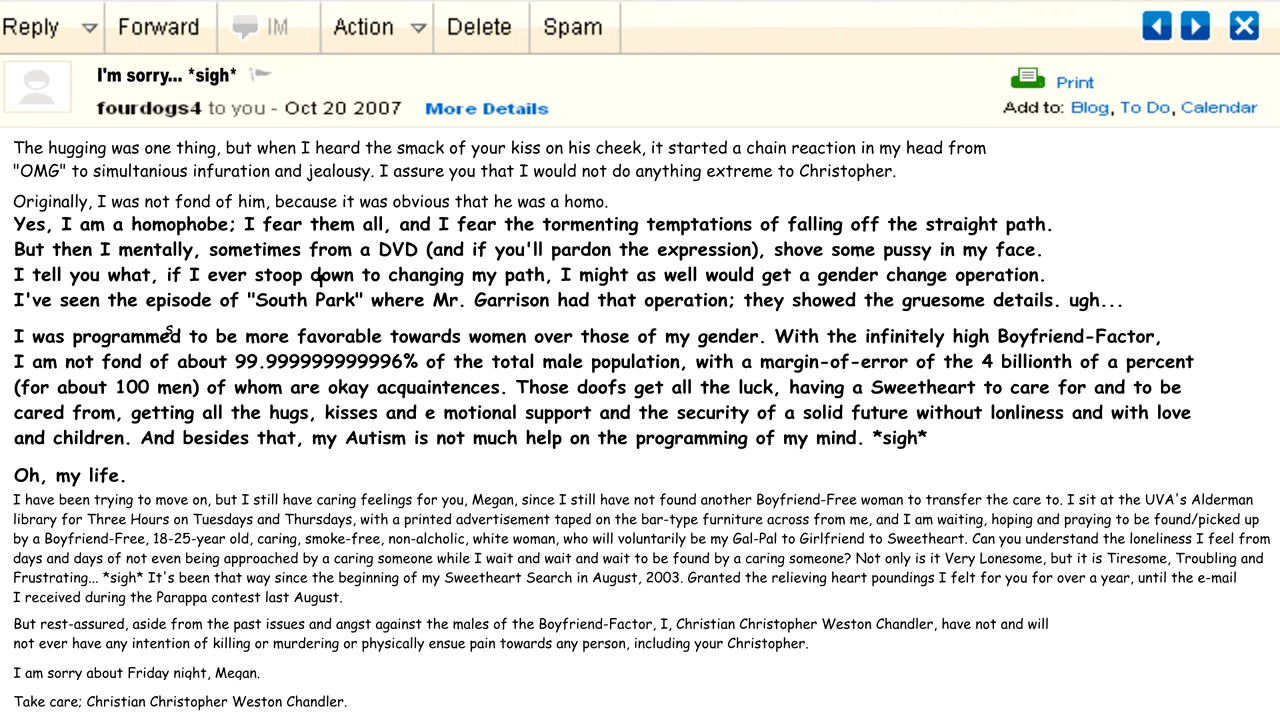 Reply Forward IM Action Delete Spam
I'm sorry... *sigh*
Print
fourdogs4 to you - Oct 20 2007 More Details
Add to: Blog, To Do, Calendar
The hugging was one thing, but when I heard the smack of your kiss on his cheek, it started a chain reaction in my head from
"OMG" to simultanious infuration and jealousy. I assure you that I would not do anything extreme to Christopher.
Originally, I was not fond of him, because it was obvious that he was a homo.
Yes, I am a homophobe; I fear them all, and I fear the tormenting temptations of falling off the straight path.
But then I mentally, sometimes from a DVD (and if you'll pardon the expression), shove some pussy in my face.
I tell you what, if I ever stoop down to changing my path, I might as well would get a gender change operation.
I've seen the episode of "South Park" where Mr. Garrison had that operation; they showed the gruesome details. ugh...
I was programmed to be more favorable towards women over those of my gender. With the infinitely high Boyfriend-Factor,
I am not fond of about 99.999999999996% of the total male population, with a margin-of-error of the 4 billionth of a percent
(for about 100 men) of whom are okay acquaintences. Those doofs get all the luck, having a Sweetheart to care for and to be
cared from, getting all the hugs, kisses and e motional support and the security of a solid future without lonliness and with love
and children. And besides that, my Autism is not much help on the programming of my mind. *sigh*
Oh, my life.
I have been trying to move on, but I still have caring feelings for you, Megan, since I still have not found another Boyfriend-Free woman to transfer the care to. I sit at the UVA's Alderman
library for Three Hours on Tuesdays and Thursdays, with a printed advertisement taped on the bar-type furniture across from me, and I am waiting, hoping and praying to be found/picked up
by a Boyfriend-Free, 18-25-year old, caring, smoke-free, non-alcholic, white woman, who will voluntarily be my Gal-Pal to Girlfriend to Sweetheart. Can you understand the loneliness I feel from
days and days of not even being approached by a caring someone while I wait and wait and wait to be found by a caring someone? Not only is it Very Lonesome, but it is Tiresome, Troubling and
Frustrating... *sigh* It's been that way since the beginning of my Sweetheart Search in August, 2003. Granted the relieving heart poundings I felt for you for over a year, until the e-mail
I received during the Parappa contest last August.
But rest-assured, aside from the past issues and angst against the males of the Boyfriend-Factor, I, Christian Christopher Weston Chandler, have not and will
not ever have any intention of killing or murdering or physically ensue pain towards any person, including your Christopher.
I am sorry about Friday night, Megan.
Take care; Christian Christopher Weston Chandler.